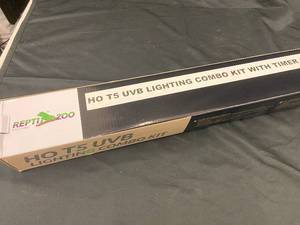 HO T5 UVB LIGHTING COMBO KIT WITH TIMER
REPTI ZOO
HO T5 UVB
LIGHTING COMBO KIT